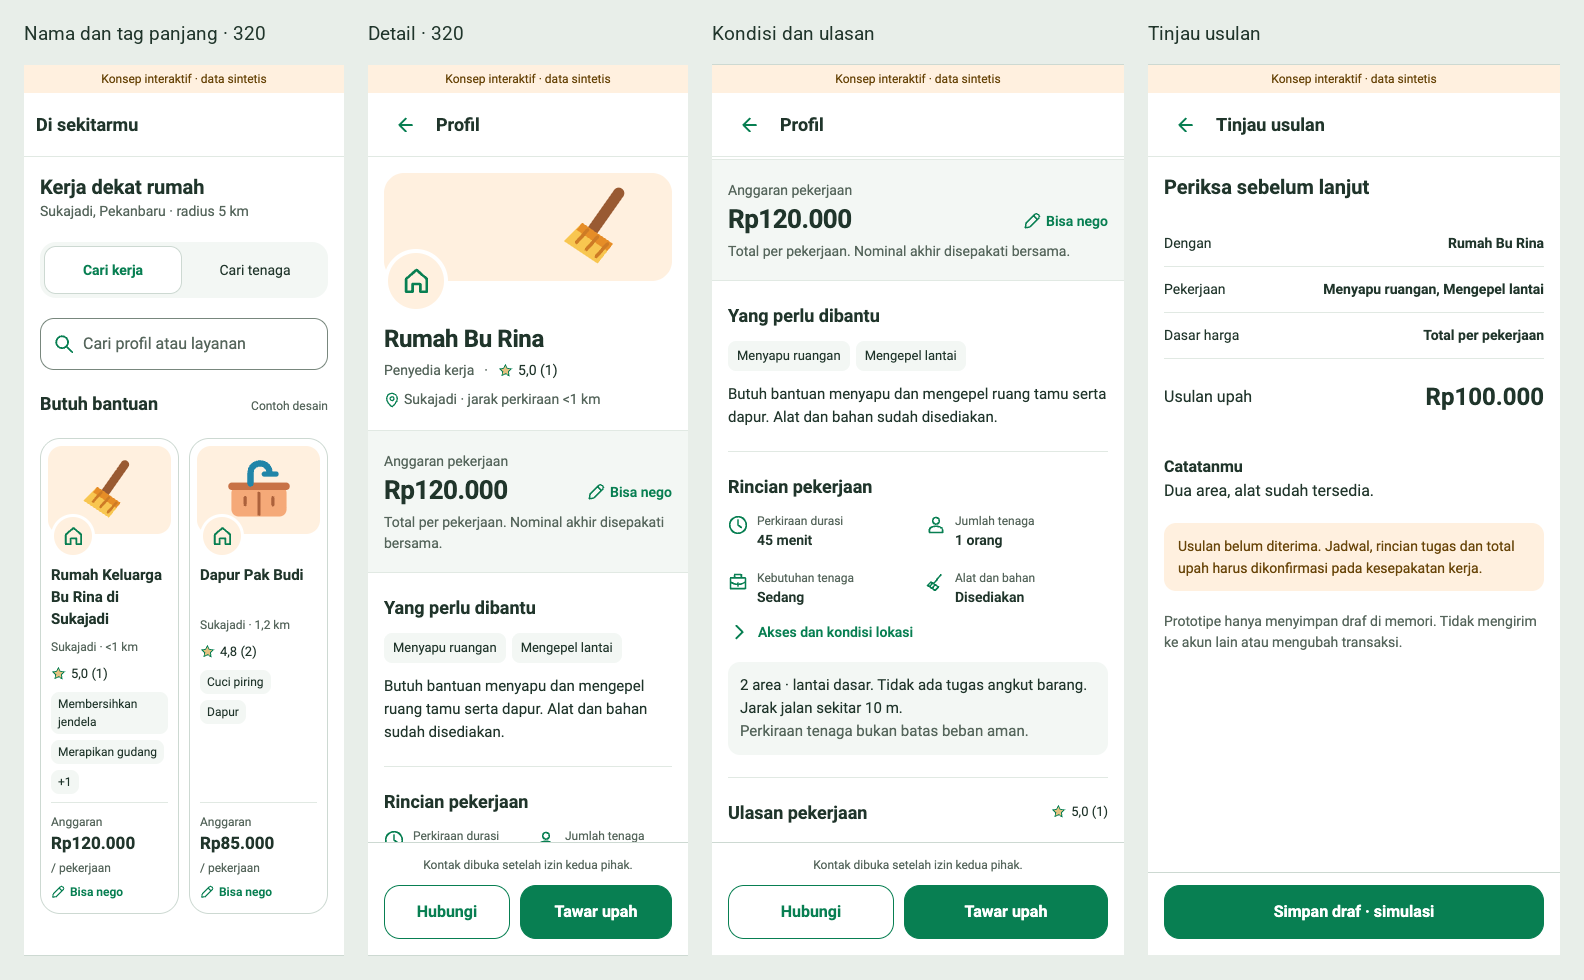 Nama dan tag panjang · 320
Konsep interaktif · data sintetis
Di sekitarmu
Kerja dekat rumah
Sukajadi, Pekanbaru · radius 5 km
Cari kerja
Cari tenaga
Cari profil atau layanan
Butuh bantuan
Contoh desain
Rumah Keluarga
Bu Rina di
Sukajadi
Sukajadi · <1 km
5,0 (1)
Membersihkan
jendela
Merapikan gudang
+1
Anggaran
Rp120.000
/ pekerjaan
Bisa nego
Dapur Pak Budi
Sukajadi · 1,2 km
4,8 (2)
Cuci piring
Dapur
Anggaran
Rp85.000
/ pekerjaan
Bisa nego
Detail · 320
Konsep interaktif · data sintetis
Profil
Rumah Bu Rina
Penyedia kerja · 5,0 (1)
Sukajadi · jarak perkiraan <1 km
Anggaran pekerjaan
Rp120.000
Bisa nego
Total per pekerjaan. Nominal akhir disepakati
bersama.
Yang perlu dibantu
Menyapu ruangan
Mengepel lantai
Butuh bantuan menyapu dan mengepel
ruang tamu serta dapur. Alat dan bahan
sudah disediakan.
Rincian pekerjaan
Perkiraan durasi
Jumlah tenaga
Kontak dibuka setelah izin kedua pihak.
Hubungi
Tawar upah
Kondisi dan ulasan
Konsep interaktif · data sintetis
Profil
Anggaran pekerjaan
Rp120.000
Bisa nego
Total per pekerjaan. Nominal akhir disepakati bersama.
Yang perlu dibantu
Menyapu ruangan
Mengepel lantai
Butuh bantuan menyapu dan mengepel ruang tamu serta
dapur. Alat dan bahan sudah disediakan.
Rincian pekerjaan
Perkiraan durasi
45 menit
Jumlah tenaga
1 orang
Kebutuhan tenaga
Sedang
Alat dan bahan
Disediakan
Akses dan kondisi lokasi
2 area · lantai dasar. Tidak ada tugas angkut barang.
Jarak jalan sekitar 10 m.
Perkiraan tenaga bukan batas beban aman.
Ulasan pekerjaan
5,0 (1)
Kontak dibuka setelah izin kedua pihak.
Hubungi
Tawar upah
Tinjau usulan
Konsep interaktif · data sintetis
Tinjau usulan
Periksa sebelum lanjut
Dengan
Rumah Bu Rina
Pekerjaan
Menyapu ruangan, Mengepel lantai
Dasar harga
Total per pekerjaan
Usulan upah
Rp100.000
Catatanmu
Dua area, alat sudah tersedia.
Usulan belum diterima. Jadwal, rincian tugas dan total
upah harus dikonfirmasi pada kesepakatan kerja.
Prototipe hanya menyimpan draf di memori. Tidak mengirim
ke akun lain atau mengubah transaksi.
Simpan draf · simulasi